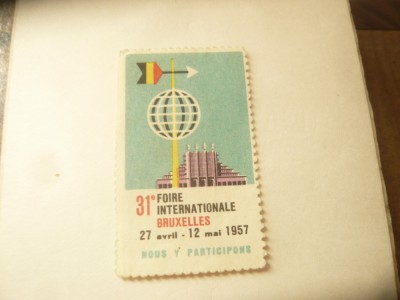 31e FOIRE
INTERNATIONALE
BRUXELLES
27 avril - 12 mai 1957
NOUS Y PARTICIPONS